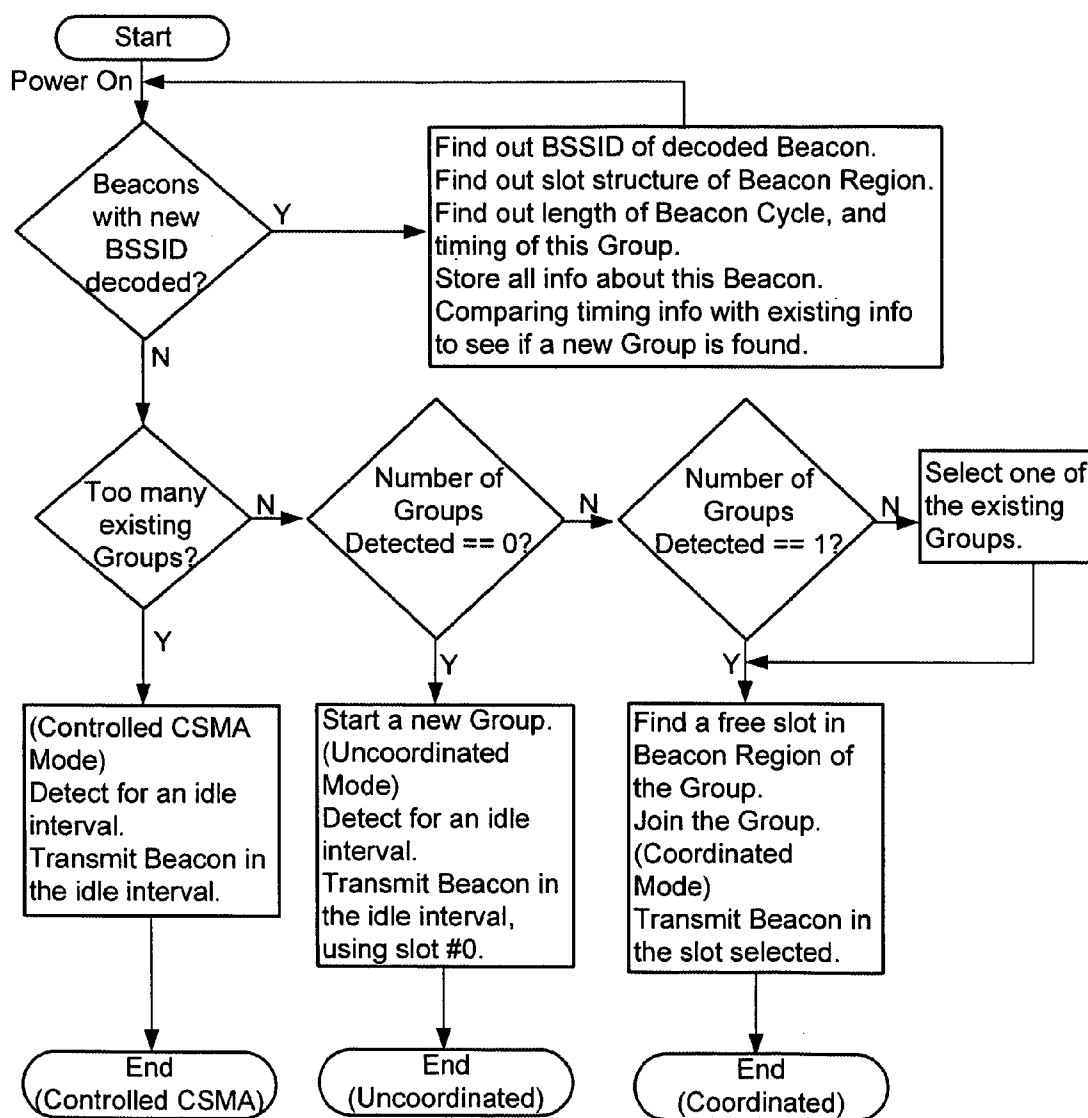 Start
Power On
Beacons
with new
BSSID
decoded?
Y
Find out BSSID of decoded Beacon.
Find out slot structure of Beacon Region.
Find out length of Beacon Cycle, and
timing of this Group.
Store all info about this Beacon.
Comparing timing info with existing info
to see if a new Group is found.
N
Too many
existing
Groups?
N
Number of
Groups
Detected == 0?
N
Number of
Groups
Detected == 1?
N
Select one of
the existing
Groups.
Y
Y
Y
(Controlled CSMA
Mode)
Detect for an idle
interval.
Transmit Beacon in
the idle interval.
Start a new Group.
(Uncoordinated
Mode)
Detect for an idle
interval.
Transmit Beacon in
the idle interval,
using slot #0.
Find a free slot in
Beacon Region of
the Group.
Join the Group.
(Coordinated
Mode)
Transmit Beacon in
the slot selected.
End
(Controlled CSMA)
End
(Uncoordinated)
End
(Coordinated)